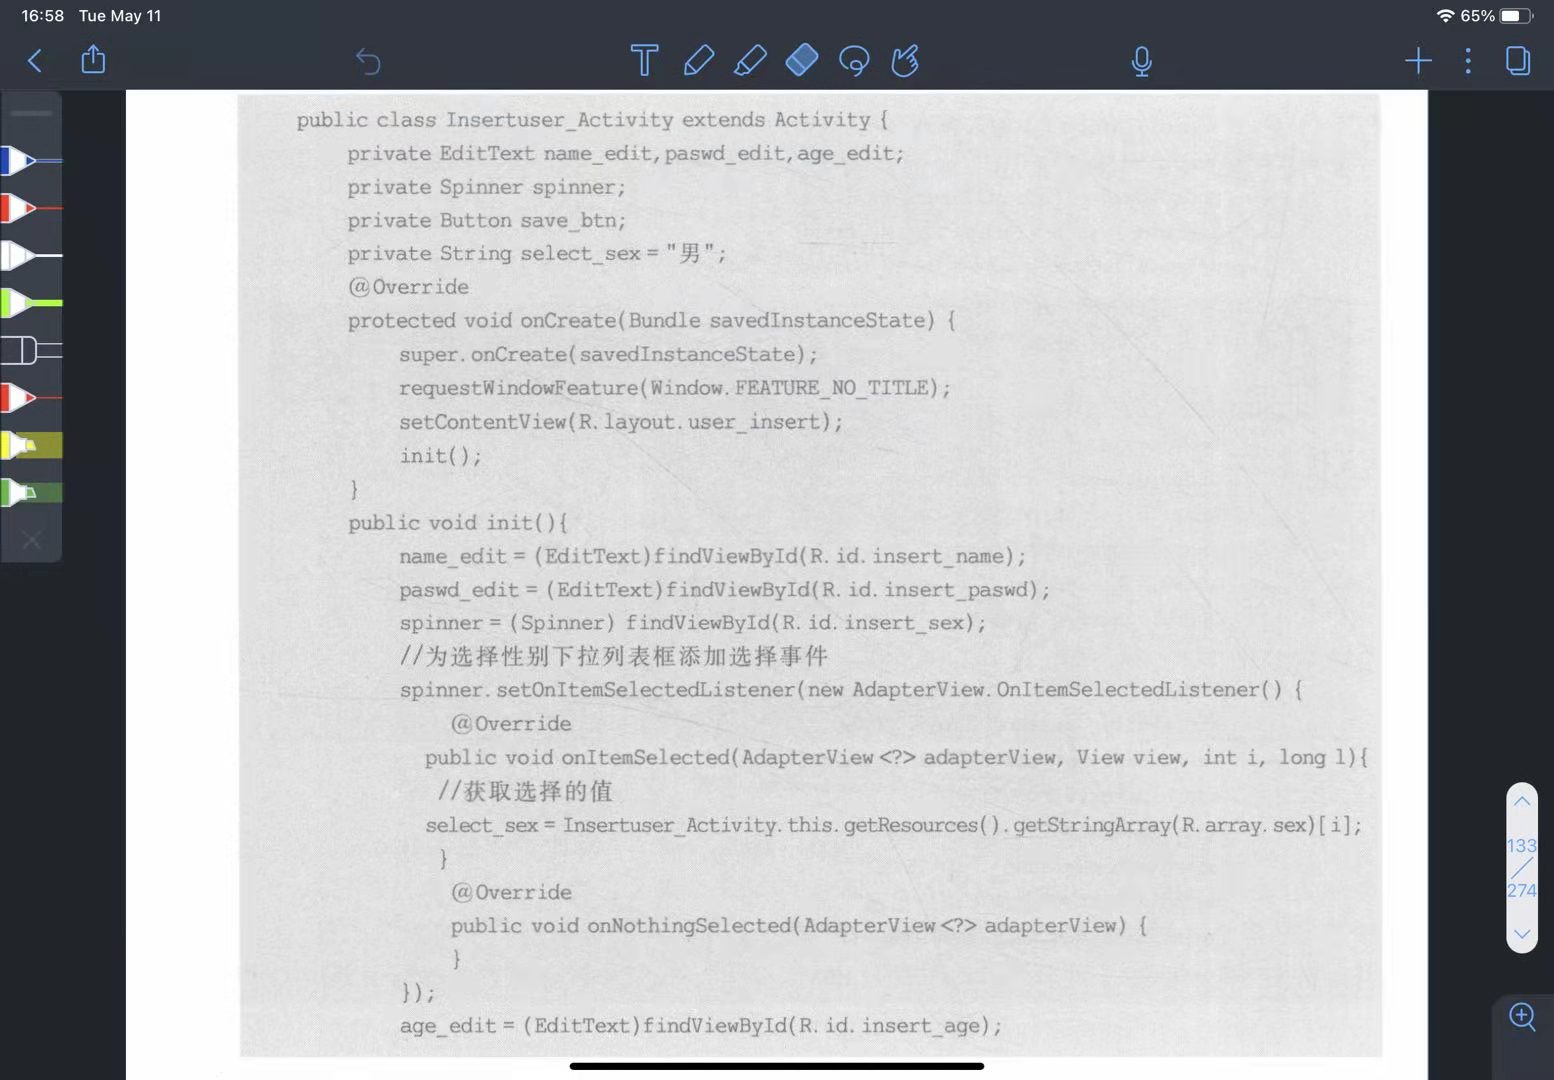 16:58 Tue May 11
65%
public class Insertuser_Activity extends Activity {
private EditText name_edit,paswd_edit,age_edit;
private Spinner spinner;
private Button save_btn;
private String select_sex = "男";
@Override
protected void onCreate(Bundle savedInstanceState) {
super.onCreate(savedInstanceState);
requestWindowFeature(Window.FEATURE_NO_TITLE);
setContentView(R.layout.user_insert);
init();
}
public void init(){
name_edit = (EditText)findViewById(R.id.insert_name);
paswd_edit = (EditText)findViewById(R.id.insert_paswd);
spinner = (Spinner) findViewById(R.id.insert_sex);
//为选择性别下拉列表框添加选择事件
spinner.setOnItemSelectedListener(new AdapterView.OnItemSelectedListener() {
@Override
public void onItemSelected(AdapterView<?> adapterView, View view, int i, long l){
//获取选择的值
select_sex = Insertuser_Activity.this.getResources().getStringArray(R.array.sex)[i];
}
@Override
public void onNothingSelected(AdapterView<?> adapterView) {
}
});
age_edit = (EditText)findViewById(R.id.insert_age);
133
274